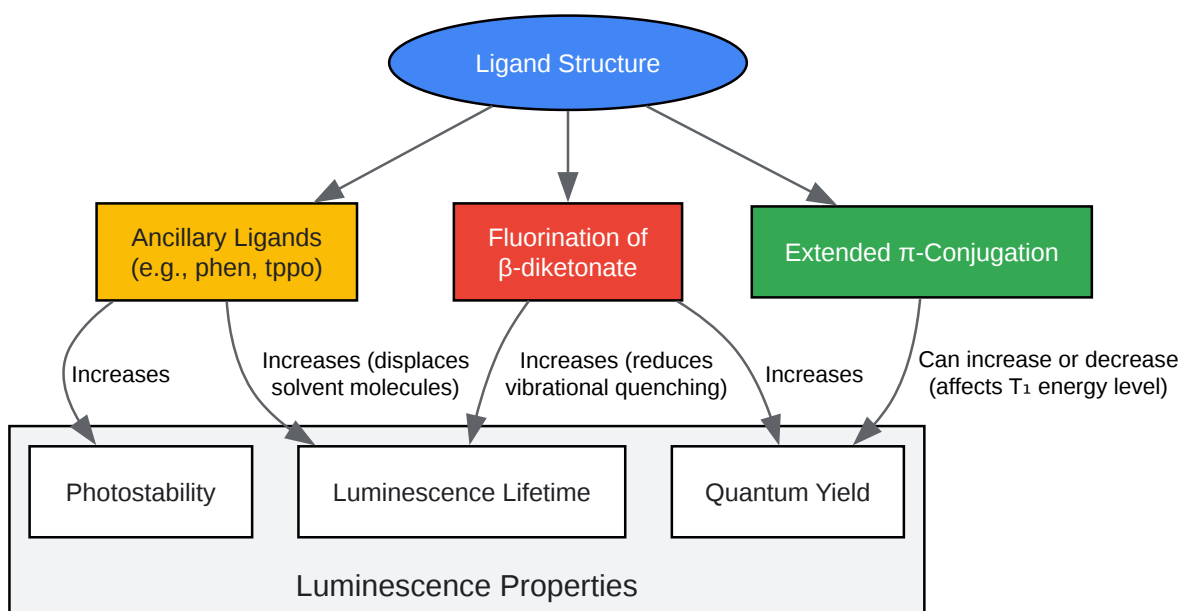 Ligand Structure
Ancillary Ligands
(e.g., phen, tppo)
Fluorination of
β-diketonate
Extended π-Conjugation
Increases
Increases (displaces
solvent molecules)
Increases (reduces
vibrational quenching)
Increases
Can increase or decrease
(affects T₁ energy level)
Photostability
Luminescence Lifetime
Quantum Yield
Luminescence Properties